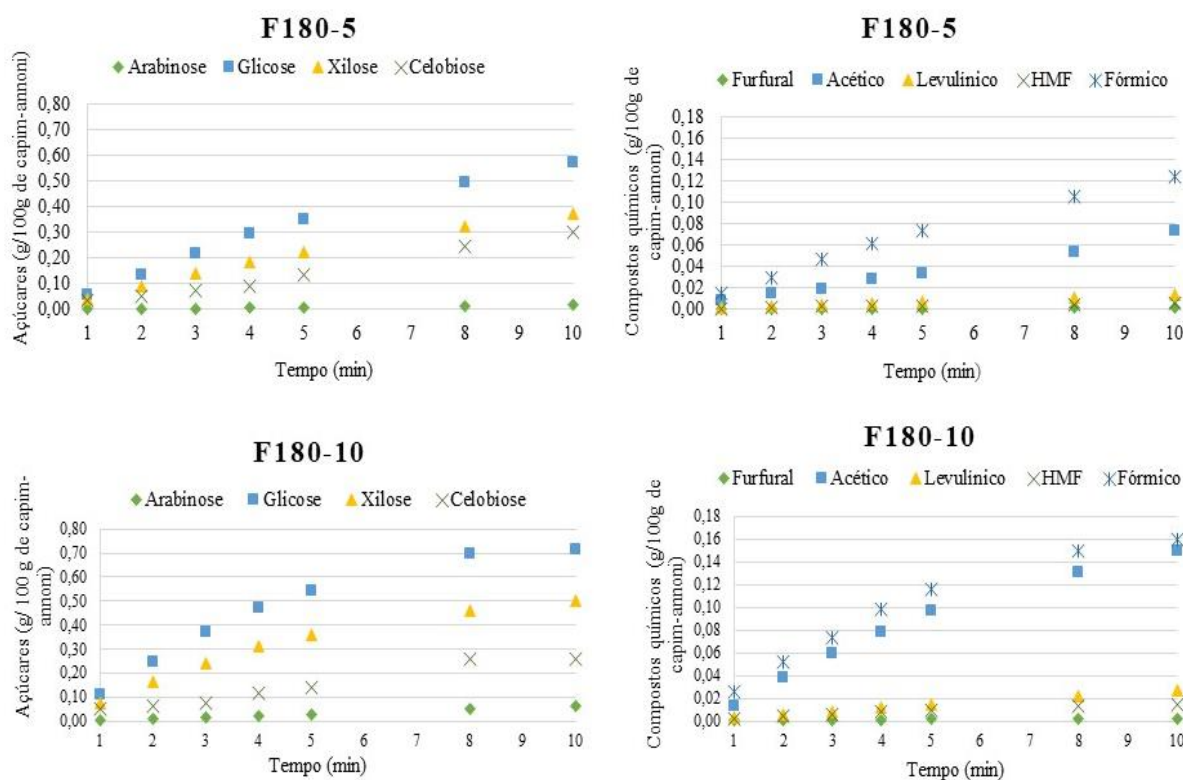 F180-5
Arabinose Glicose Xilose Celobiose
Açúcares (g/100g de capim-annoni)
0,80
0,70
0,60
0,50
0,40
0,30
0,20
0,10
0,00
1 2 3 4 5 6 7 8 9 10
Tempo (min)
F180-5
Furfural Acético Levulínico HMF Fórmico
Compostos químicos (g/100g de
capim-annoni)
0,18
0,16
0,14
0,12
0,10
0,08
0,06
0,04
0,02
0,00
1 2 3 4 5 6 7 8 9 10
Tempo (min)
F180-10
Arabinose Glicose Xilose Celobiose
Açúcares (g/ 100 g de capim-
annoni)
0,80
0,70
0,60
0,50
0,40
0,30
0,20
0,10
0,00
1 2 3 4 5 6 7 8 9 10
Tempo (min)
F180-10
Furfural Acético Levulínico HMF Fórmico
Compostos químicos (g/100g de
capim-annoni)
0,18
0,16
0,14
0,12
0,10
0,08
0,06
0,04
0,02
0,00
1 2 3 4 5 6 7 8 9 10
Tempo (min)